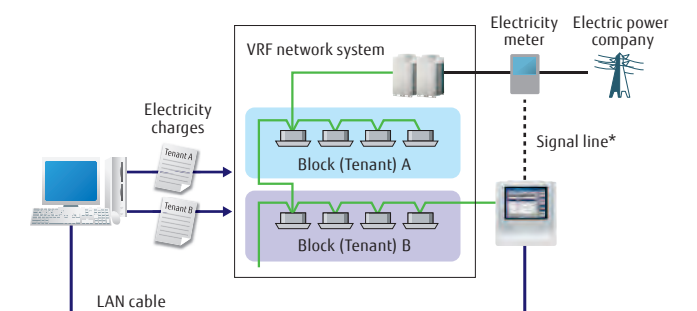 Electricity
meter
Electric power
company
VRF network system
Electricity
charges
Tenant A
Block (Tenant) A
Signal line*
Tenant B
Block (Tenant) B
LAN cable